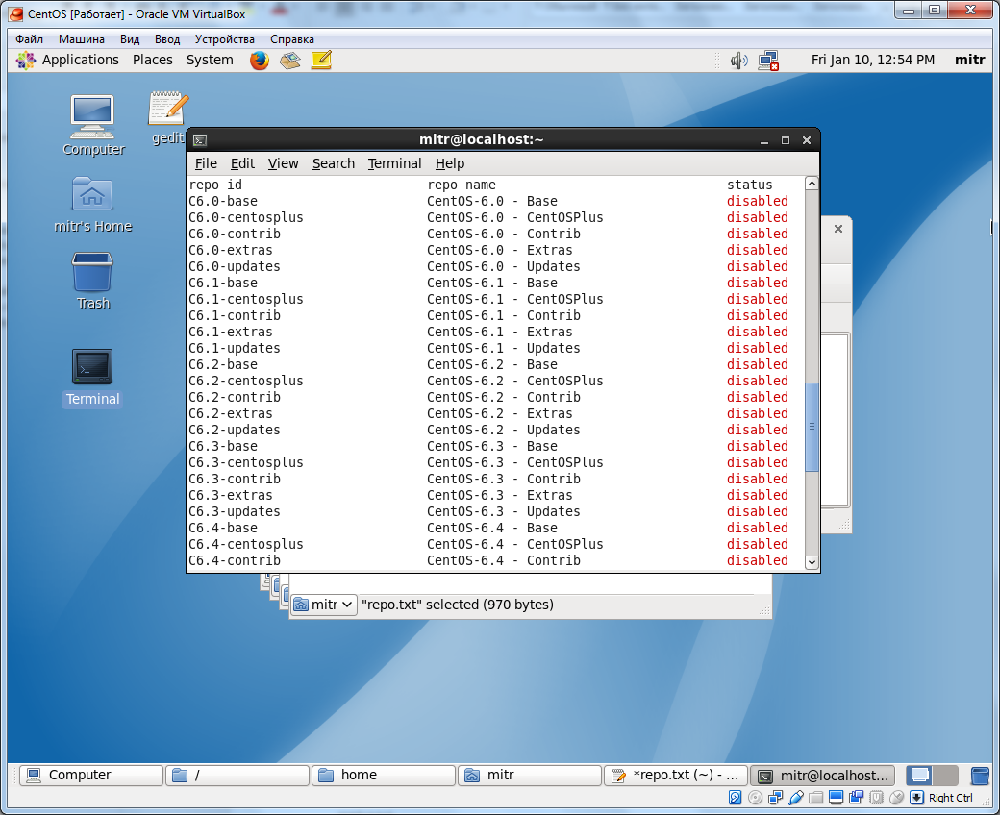 CentOS [Работает] - Oracle VM VirtualBox
Файл Машина Вид Ввод Устройства Справка
Applications Places System Fri Jan 10, 12:54 PM mitr
Computer
gedit
mitr's Home
Trash
Terminal
mitr@localhost:~
File Edit View Search Terminal Help
repo id repo name status
C6.0-base CentOS-6.0 - Base disabled
C6.0-centosplus CentOS-6.0 - CentOSPlus disabled
C6.0-contrib CentOS-6.0 - Contrib disabled
C6.0-extras CentOS-6.0 - Extras disabled
C6.0-updates CentOS-6.0 - Updates disabled
C6.1-base CentOS-6.1 - Base disabled
C6.1-centosplus CentOS-6.1 - CentOSPlus disabled
C6.1-contrib CentOS-6.1 - Contrib disabled
C6.1-extras CentOS-6.1 - Extras disabled
C6.1-updates CentOS-6.1 - Updates disabled
C6.2-base CentOS-6.2 - Base disabled
C6.2-centosplus CentOS-6.2 - CentOSPlus disabled
C6.2-contrib CentOS-6.2 - Contrib disabled
C6.2-extras CentOS-6.2 - Extras disabled
C6.2-updates CentOS-6.2 - Updates disabled
C6.3-base CentOS-6.3 - Base disabled
C6.3-centosplus CentOS-6.3 - CentOSPlus disabled
C6.3-contrib CentOS-6.3 - Contrib disabled
C6.3-extras CentOS-6.3 - Extras disabled
C6.3-updates CentOS-6.3 - Updates disabled
C6.4-base CentOS-6.4 - Base disabled
C6.4-centosplus CentOS-6.4 - CentOSPlus disabled
C6.4-contrib CentOS-6.4 - Contrib disabled
mitr "repo.txt" selected (970 bytes)
Computer / home mitr *repo.txt (~) - ... mitr@localhost...
Right Ctrl